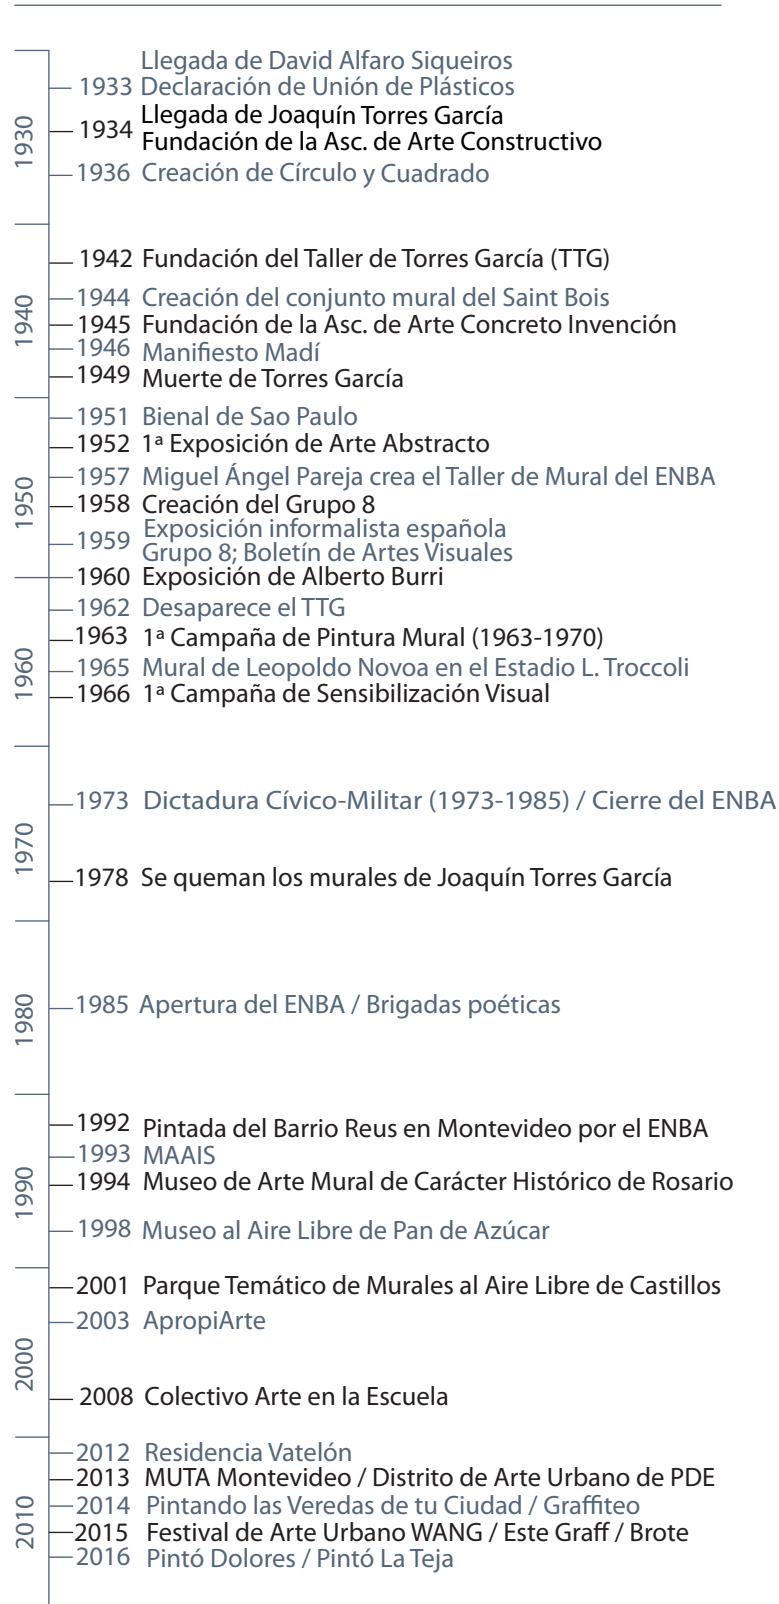 Llegada de David Alfaro Siqueiros
1933 Declaración de Unión de Plásticos
Llegada de Joaquín Torres García
1934
Fundación de la Asc. de Arte Constructivo
1936 Creación de Círculo y Cuadrado
1930
1942 Fundación del Taller de Torres García (TTG)
1944 Creación del conjunto mural del Saint Bois
1945 Fundación de la Asc. de Arte Concreto Invención
1946 Manifiesto Madí
1949 Muerte de Torres García
1940
1951 Bienal de Sao Paulo
1952 1ª Exposición de Arte Abstracto
1957 Miguel Ángel Pareja crea el Taller de Mural del ENBA
1958 Creación del Grupo 8
Exposición informalista española
1959
Grupo 8; Boletín de Artes Visuales
1950
1960 Exposición de Alberto Burri
1962 Desaparece el TTG
1963 1ª Campaña de Pintura Mural (1963-1970)
1965 Mural de Leopoldo Novoa en el Estadio L. Troccoli
1966 1ª Campaña de Sensibilización Visual
1960
1973 Dictadura Cívico-Militar (1973-1985) / Cierre del ENBA
1978 Se queman los murales de Joaquín Torres García
1970
1985 Apertura del ENBA / Brigadas poéticas
1980
1992 Pintada del Barrio Reus en Montevideo por el ENBA
1993 MAAIS
1994 Museo de Arte Mural de Carácter Histórico de Rosario
1998 Museo al Aire Libre de Pan de Azúcar
1990
2001 Parque Temático de Murales al Aire Libre de Castillos
2003 ApropiArte
2008 Colectivo Arte en la Escuela
2000
2012 Residencia Vatelón
2013 MUTA Montevideo / Distrito de Arte Urbano de PDE
2014 Pintando las Veredas de tu Ciudad / Graffiteo
2015 Festival de Arte Urbano WANG / Este Graff / Brote
2016 Pintó Dolores / Pintó La Teja
2010